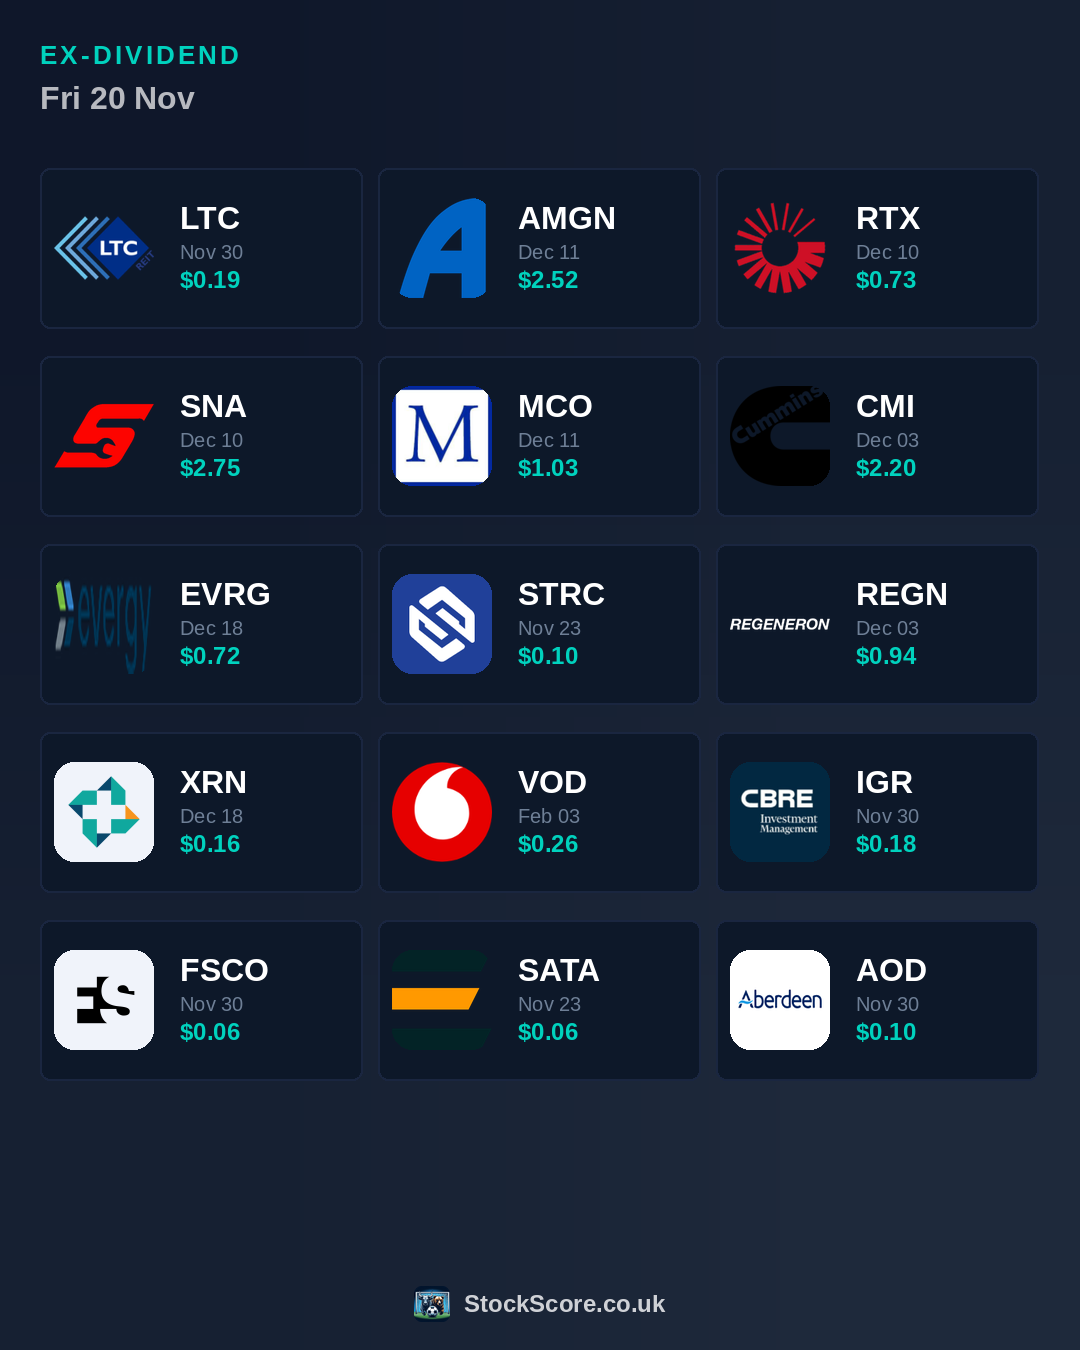 EX-DIVIDEND
Fri 20 Nov
LTC
REIT
LTC
Nov 30
$0.19
AMGN
Dec 11
$2.52
RTX
Dec 10
$0.73
SNA
Dec 10
$2.75
M
MCO
Dec 11
$1.03
Cummins
CMI
Dec 03
$2.20
evergy
EVRG
Dec 18
$0.72
STRC
Nov 23
$0.10
REGENERON
REGN
Dec 03
$0.94
XRN
Dec 18
$0.16
VOD
Feb 03
$0.26
CBRE
Investment
Management
IGR
Nov 30
$0.18
FS
FSCO
Nov 30
$0.06
SATA
Nov 23
$0.06
Aberdeen
AOD
Nov 30
$0.10
StockScore.co.uk